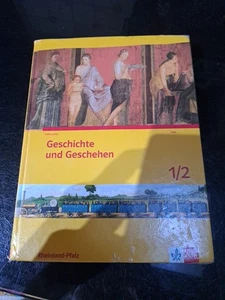 Geschichte
und Geschehen
1/2
Rheinland-Pfalz
Klett